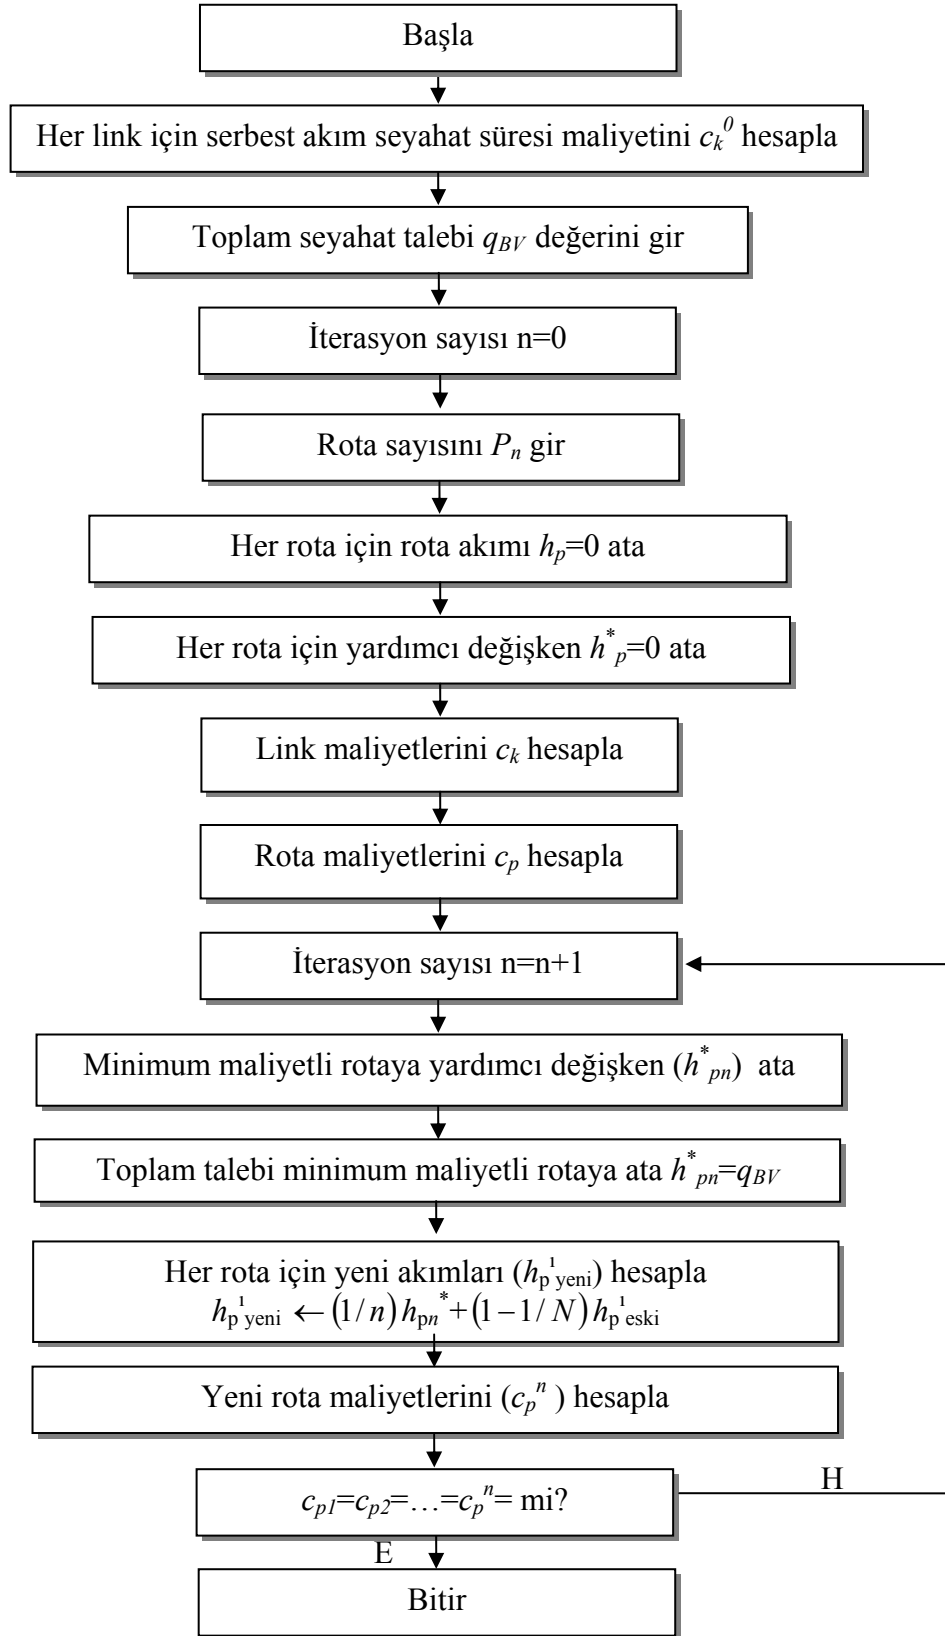 Başla
Her link için serbest akım seyahat süresi maliyetini c_k^0 hesapla
Toplam seyahat talebi q_BV değerini gir
İterasyon sayısı n=0
Rota sayısını P_n gir
Her rota için rota akımı h_p=0 ata
Her rota için yardımcı değişken h^*_p=0 ata
Link maliyetlerini c_k hesapla
Rota maliyetlerini c_p hesapla
İterasyon sayısı n=n+1
Minimum maliyetli rotaya yardımcı değişken (h^*_pn) ata
Toplam talebi minimum maliyetli rotaya ata h^*_pn=q_BV
Her rota için yeni akımları (h_p^1 yeni) hesapla
h_p^1 yeni ← (1/n) h_pn^* + (1−1/N) h_p^1 eski
Yeni rota maliyetlerini (c_p^n ) hesapla
c_p1=c_p2=…=c_p^n= mi?
H
E
Bitir